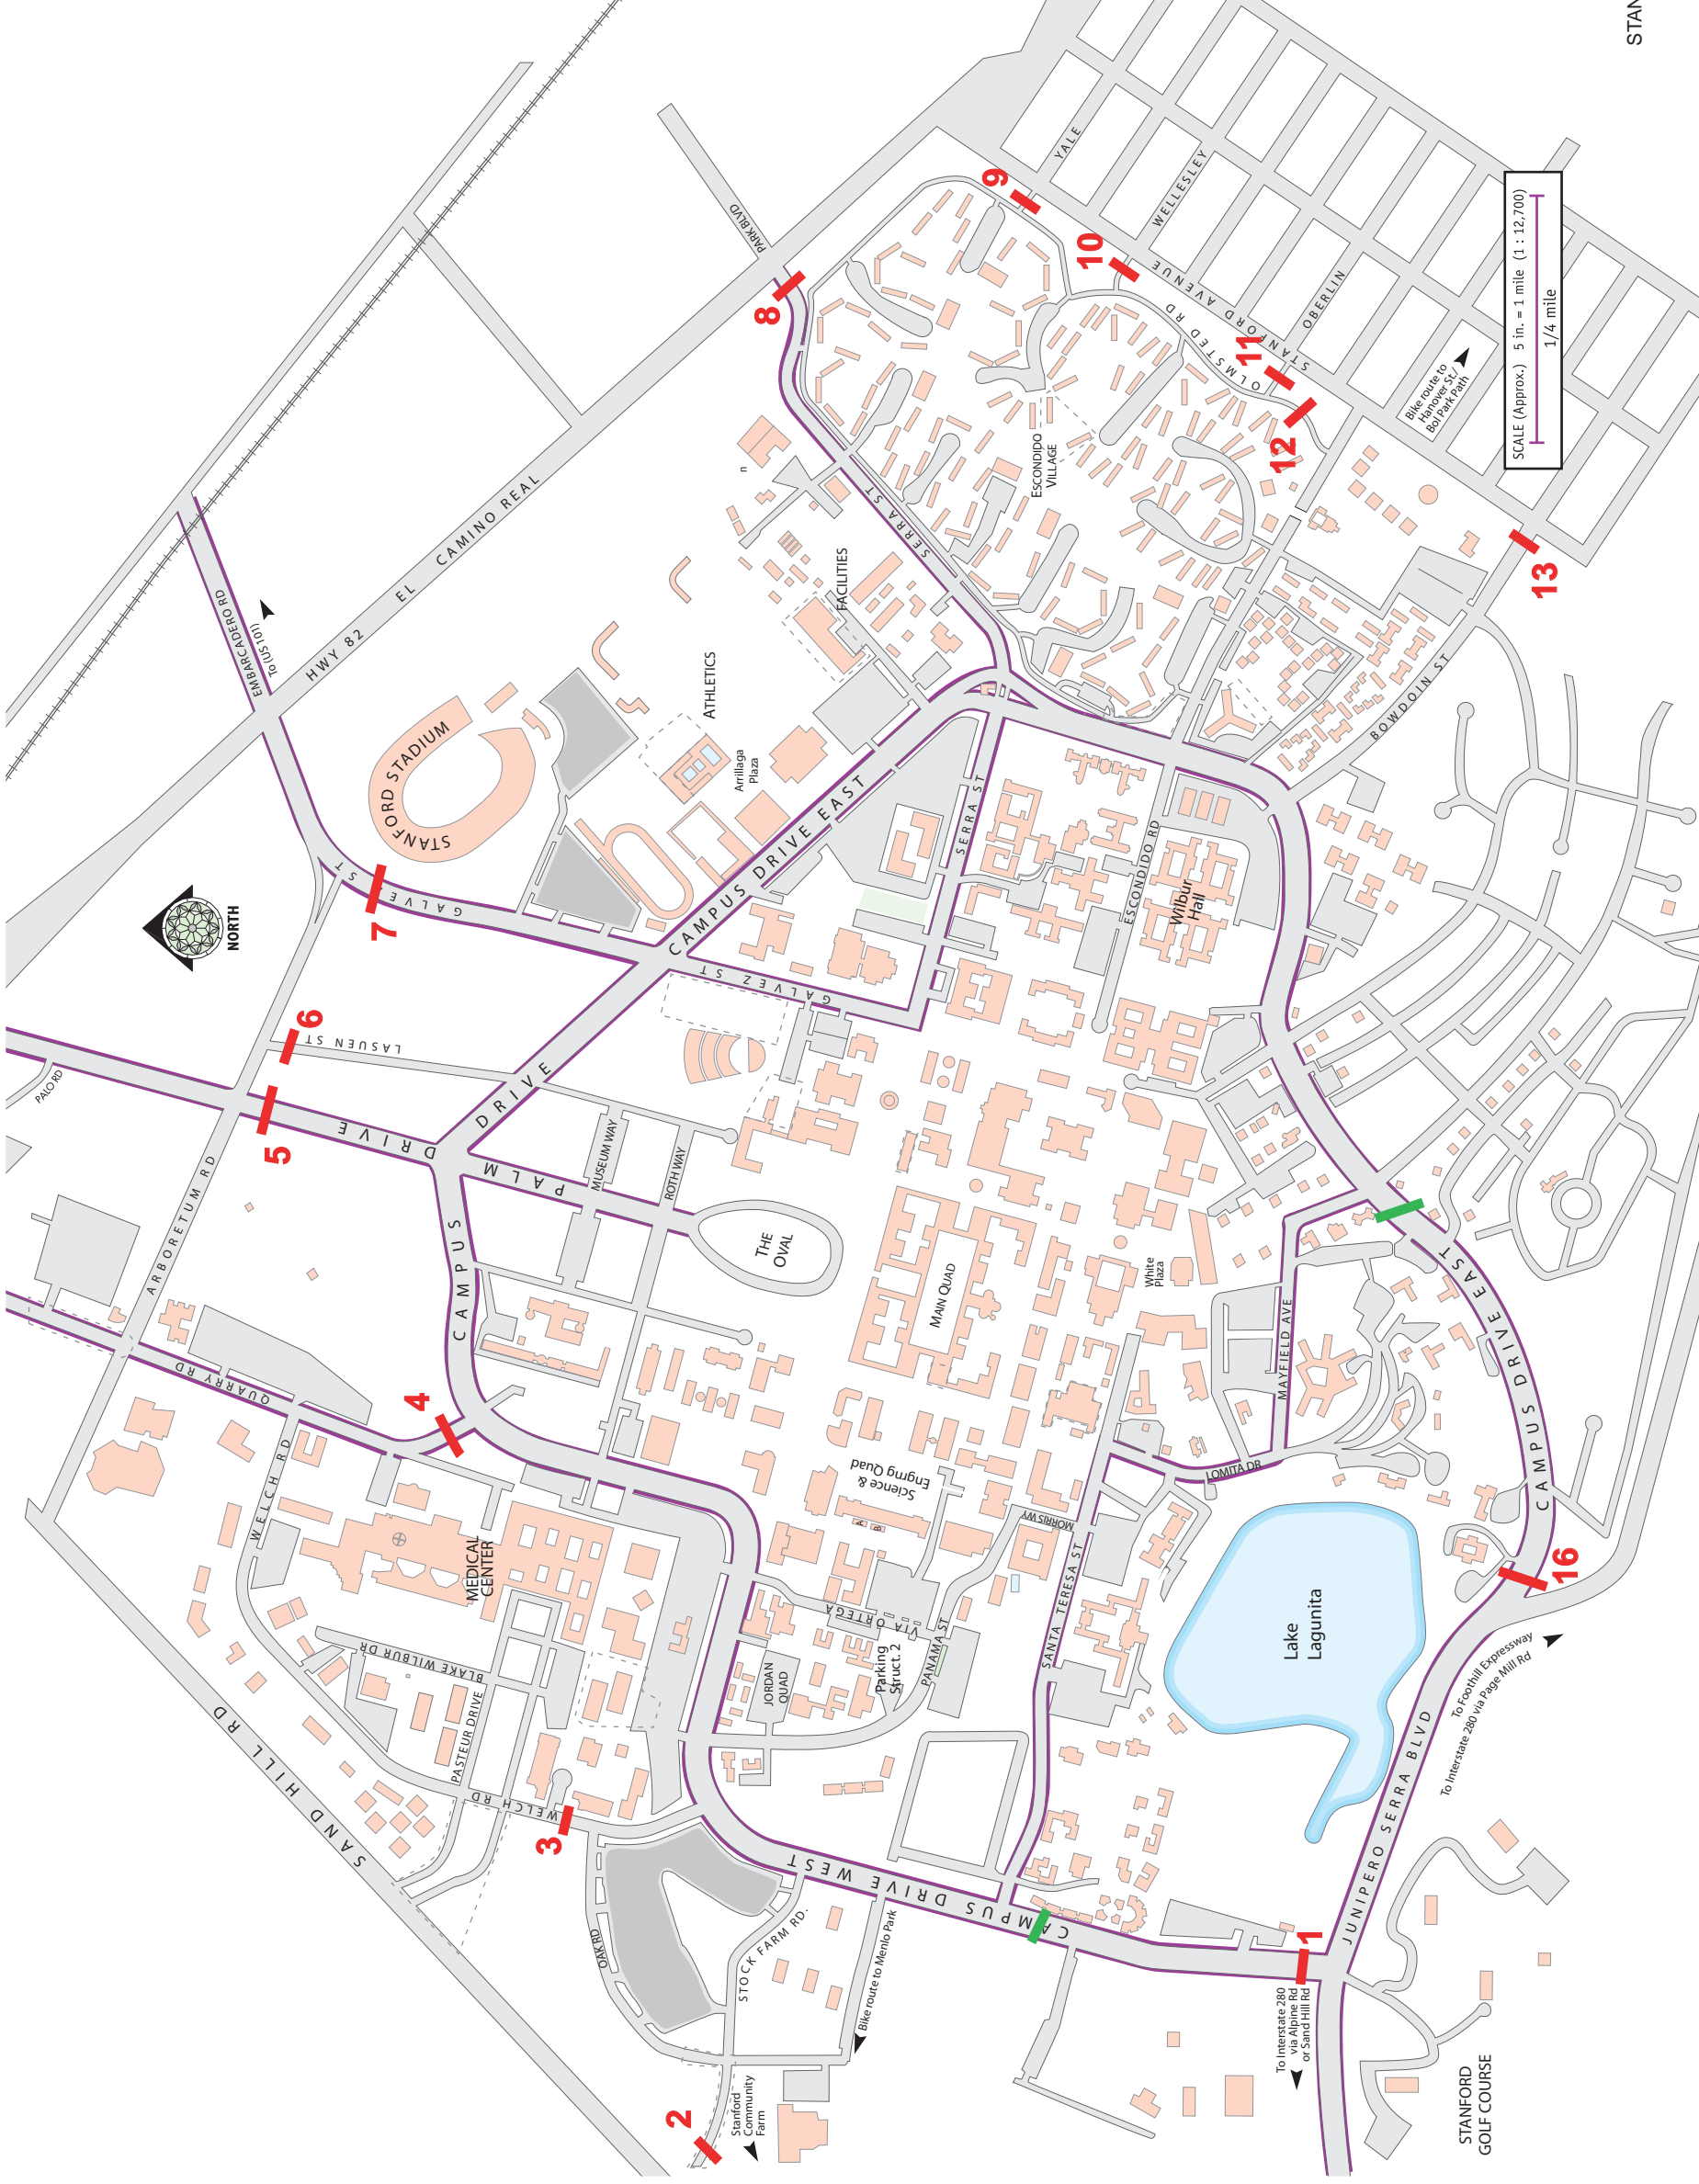 STAN
YALE
WELLESLEY
STANFORD AVENUE
OBERLIN
OLMSTED RD
9
10
11
12
13
8
PARK BLVD
SCALE (Approx.) 5 in. = 1 mile (1 : 12,700)
1/4 mile
Bike route to
Hanover St./
Bol Park Path
ESCONDIDO
VILLAGE
SERRA ST
SERRA ST
n
FACILITIES
ATHLETICS
Arrillaga
Plaza
EL CAMINO REAL
HWY 82
EMBARCADERO RD
To (US 101)
STANFORD STADIUM
7
GALVE
ST
NORTH
CAMPUS DRIVE EAST
GALVEZ ST
SERRA ST
ESCONDIDO RD
Wilbur
Hall
BOWDOIN ST
6
LASUEN ST
5
PALM DRIVE
PALO RD
ARBORETUM RD
CAMPUS DRIVE
MUSEUM WAY
ROTH WAY
THE
OVAL
MAIN QUAD
White
Plaza
MAYFIELD AVE
CAMPUS DRIVE EAST
QUARRY RD
4
WELCH RD
MEDICAL
CENTER
Science &
Engrng Quad
A
B
MORRIS WY
LOMITA DR
SANTA TERESA ST
VIA ORTEGA
PANAMA ST
Parking
Struct. 2
JORDAN
QUAD
BLAKE WILBUR DR
PASTEUR DRIVE
WELCH RD
3
SAND HILL RD
OAK RD
STOCK FARM RD.
CAMPUS DRIVE WEST
Bike route to Menlo Park
2
Stanford
Community
Farm
Lake
Lagunita
16
To Foothill Expressway
To Interstate 280 via Page Mill Rd
JUNIPERO SERRA BLVD
1
To Interstate 280
via Alpine Rd
or Sand Hill Rd
STANFORD
GOLF COURSE